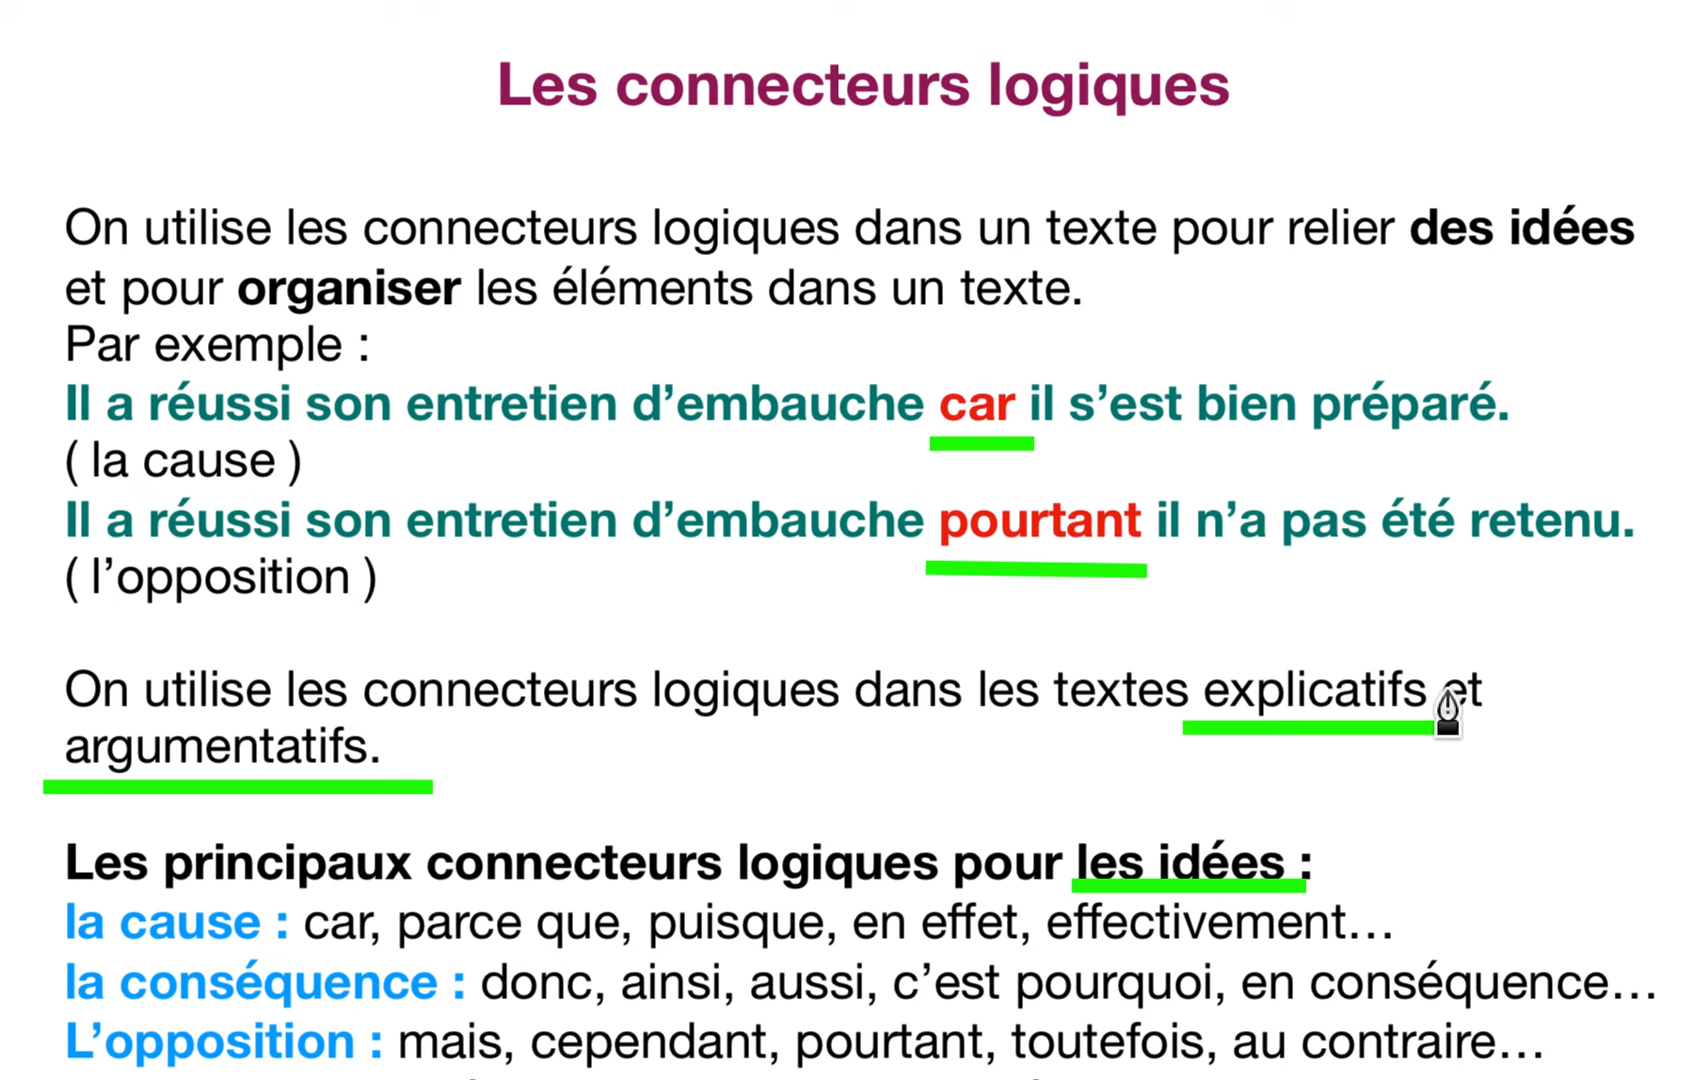 Les connecteurs logiques
On utilise les connecteurs logiques dans un texte pour relier des idées
et pour organiser les éléments dans un texte.
Par exemple :
Il a réussi son entretien d’embauche car il s’est bien préparé.
( la cause )
Il a réussi son entretien d’embauche pourtant il n’a pas été retenu.
( l’opposition )
On utilise les connecteurs logiques dans les textes explicatifs et
argumentatifs.
Les principaux connecteurs logiques pour les idées :
la cause : car, parce que, puisque, en effet, effectivement…
la conséquence : donc, ainsi, aussi, c’est pourquoi, en conséquence…
L’opposition : mais, cependant, pourtant, toutefois, au contraire…